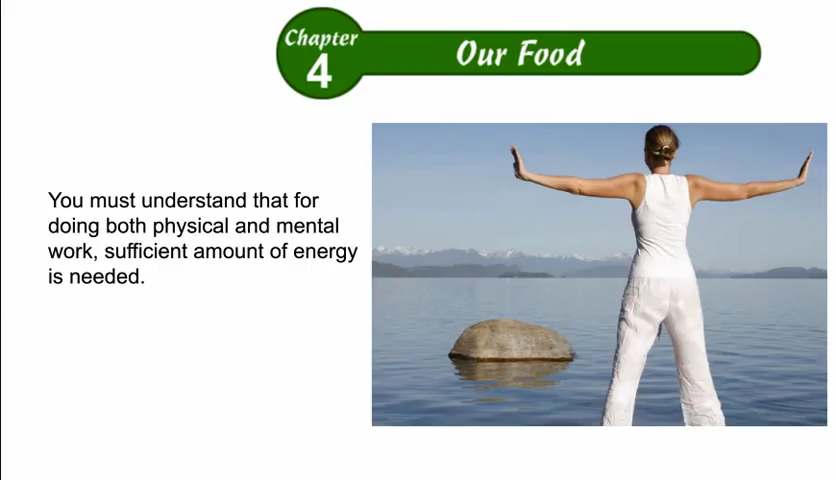 Chapter
4
Our Food
You must understand that for
doing both physical and mental
work, sufficient amount of energy
is needed.